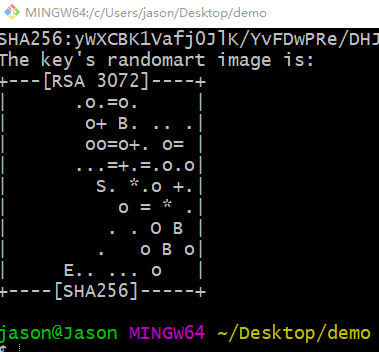 MINGW64:/c/Users/jason/Desktop/demo
SHA256:yWXCBK1Vafj0JlK/YvFDwPRe/DHJ
The key's randomart image is:
+---[RSA 3072]----+
|      .o.=o.     |
|       o+ B. .. .|
|       oo=o+. o= |
|      ...=+.=.o.o|
|        S. *.o +.|
|          o = * .|
|         . . O B |
|        .   o B o|
|     E.. ... o   |
+----[SHA256]-----+
jason@Jason MINGW64 ~/Desktop/demo
$